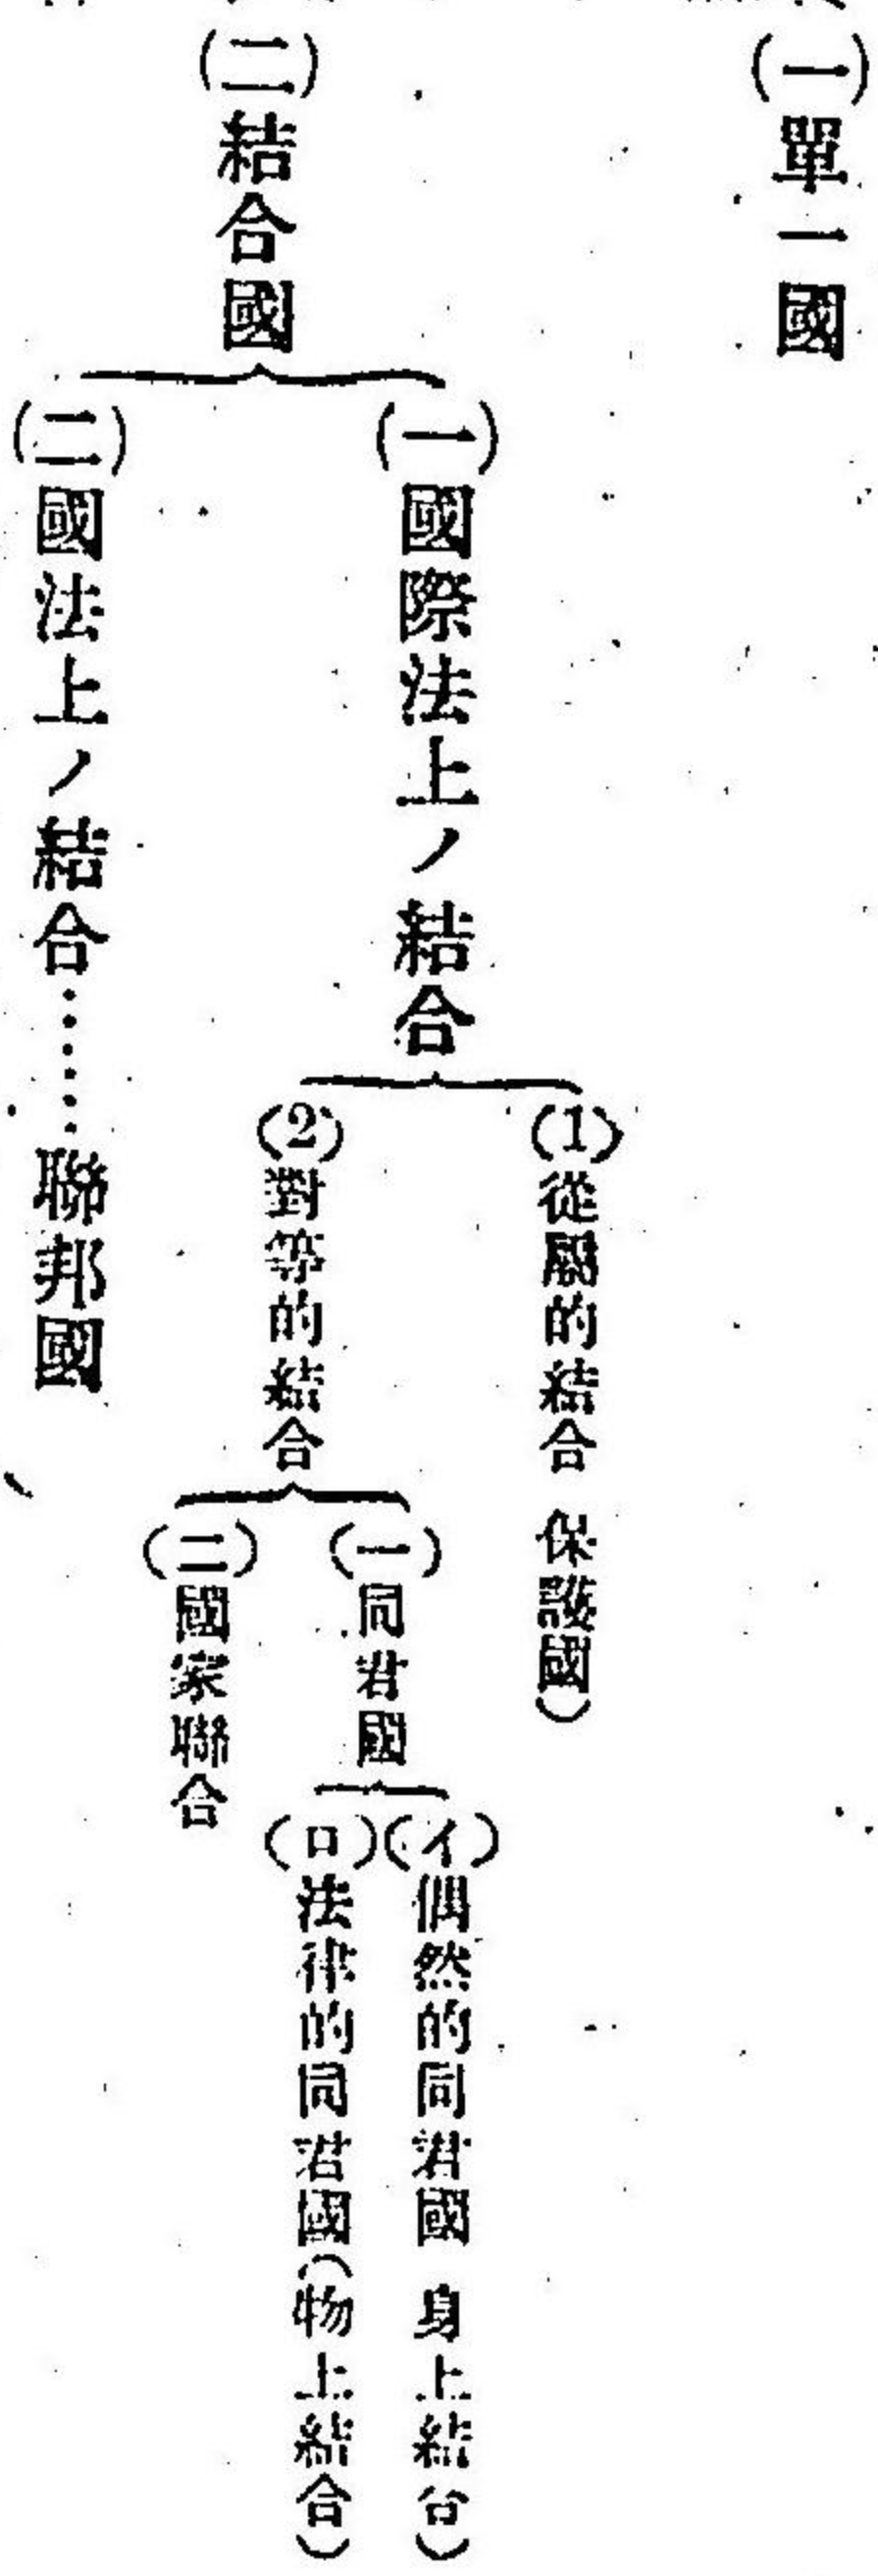 (一)單一國
(二)結合國
(一)國際法上ノ結合
(1)從屬的結合 保護國)
(2)對等的結合
(一)同君國
(イ)偶然的同君國 身上結合)
(ロ)法律的同君國(物上結合)
(二)國家聯合
(二)國法上ノ結合……聯邦國